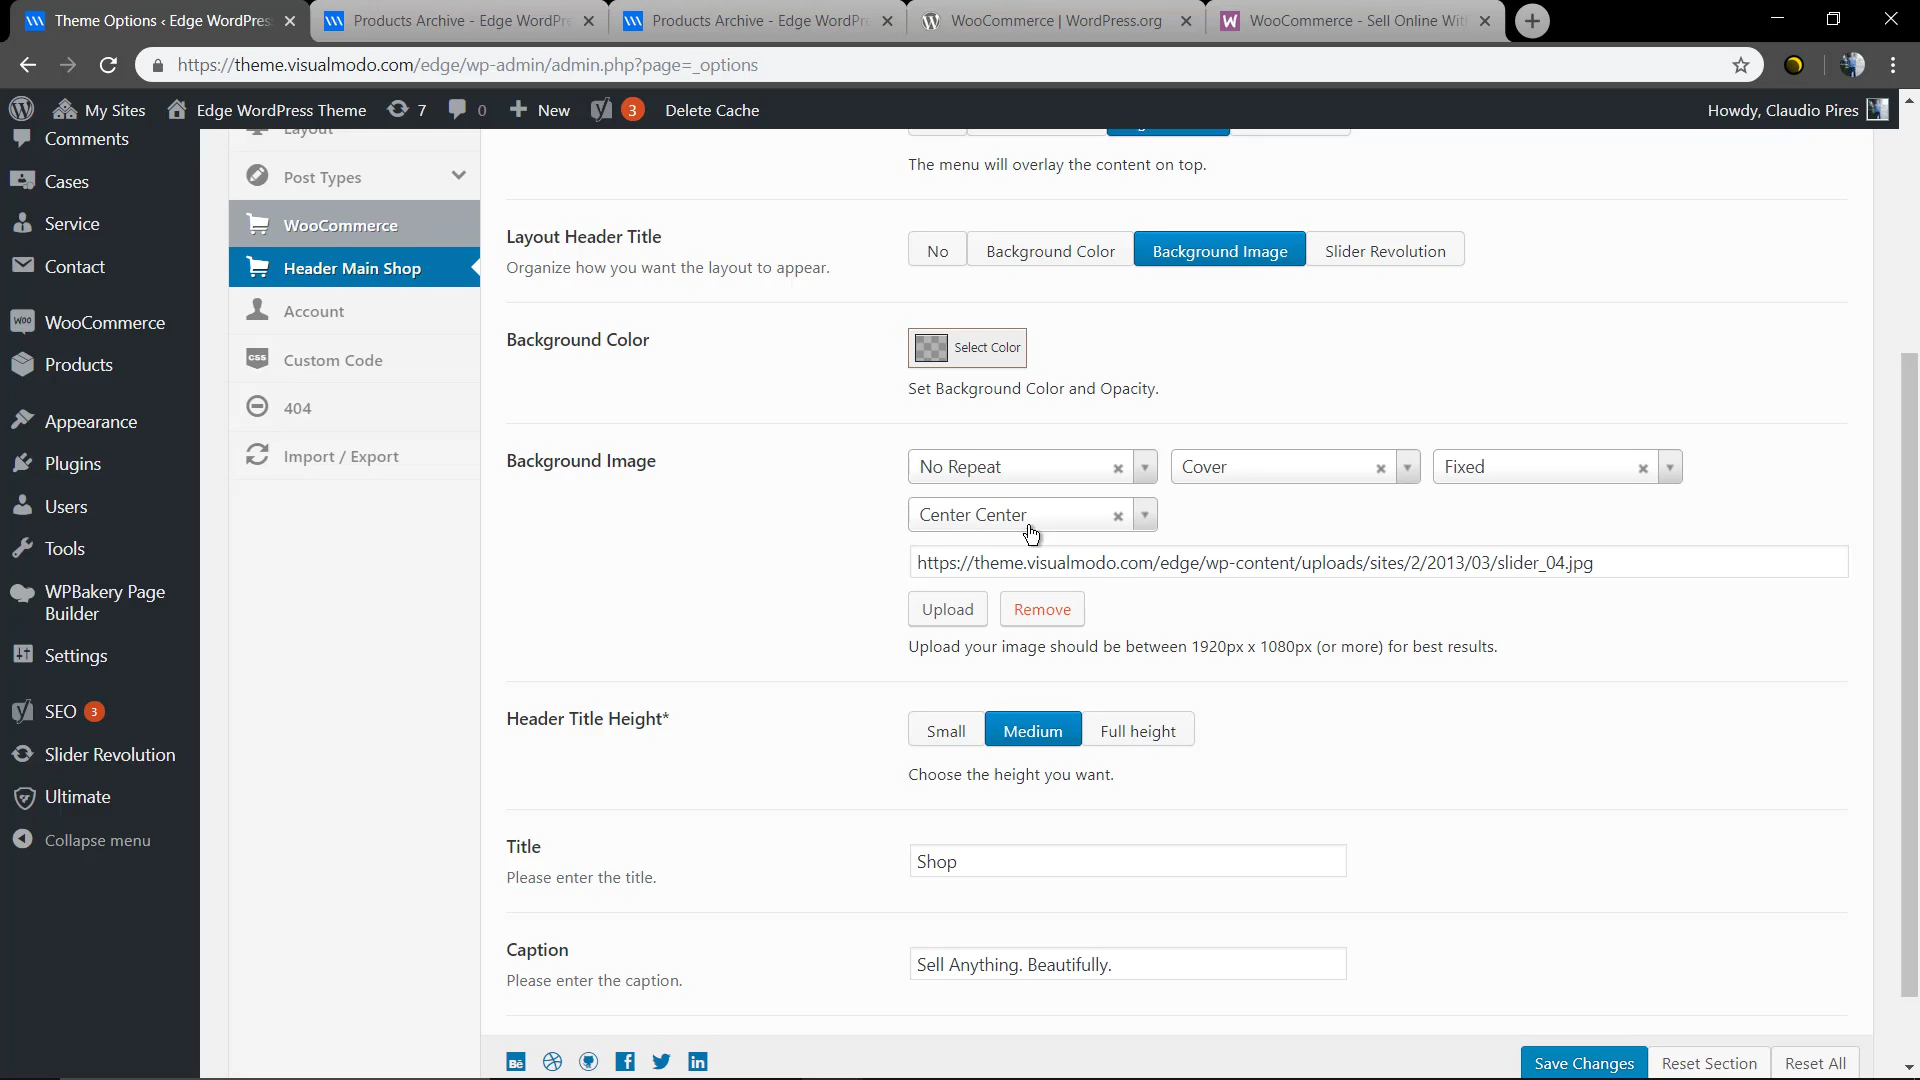 Theme Options ‹ Edge WordPress
Products Archive - Edge WordPr
Products Archive - Edge WordPr
WooCommerce | WordPress.org
WooCommerce - Sell Online Wit
https://theme.visualmodo.com/edge/wp-admin/admin.php?page=_options
My Sites
Edge WordPress Theme
7
0
New
3
Delete Cache
Howdy, Claudio Pires
Comments
Cases
Service
Contact
WooCommerce
Products
Appearance
Plugins
Users
Tools
WPBakery Page
Builder
Settings
SEO 3
Slider Revolution
Ultimate
Collapse menu
Layout
Post Types
WooCommerce
Header Main Shop
Account
Custom Code
404
Import / Export
The menu will overlay the content on top.
Layout Header Title
Organize how you want the layout to appear.
No
Background Color
Background Image
Slider Revolution
Background Color
Select Color
Set Background Color and Opacity.
Background Image
No Repeat
Cover
Fixed
Center Center
https://theme.visualmodo.com/edge/wp-content/uploads/sites/2/2013/03/slider_04.jpg
Upload
Remove
Upload your image should be between 1920px x 1080px (or more) for best results.
Header Title Height*
Small
Medium
Full height
Choose the height you want.
Title
Please enter the title.
Shop
Caption
Please enter the caption.
Sell Anything. Beautifully.
Save Changes
Reset Section
Reset All